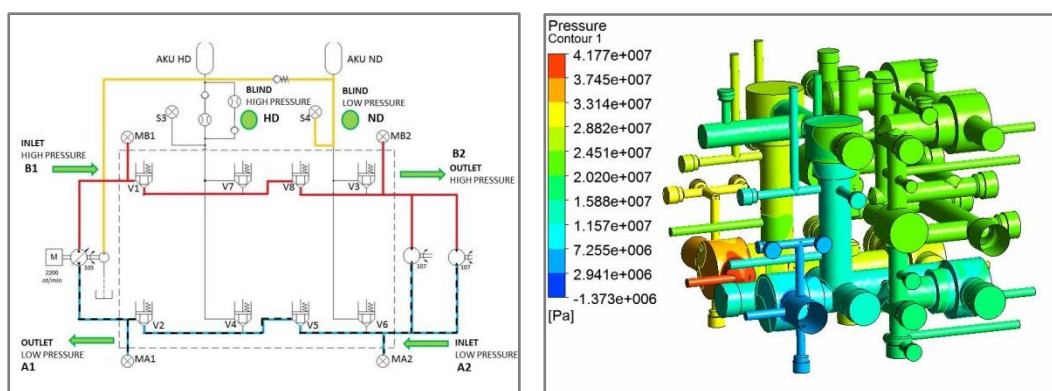 AKU HD
AKU ND
BLIND
HIGH PRESSURE
HD
BLIND
LOW PRESSURE
ND
S3
S4
MB1
MB2
INLET
HIGH PRESSURE
B1
B2
OUTLET
HIGH PRESSURE
V1
V7
V8
V3
M
2200
ot/min
105
107
107
V2
V4
V5
V6
OUTLET
LOW PRESSURE
A1
MA1
MA2
INLET
LOW PRESSURE
A2
Pressure
Contour 1
4.177e+007
3.745e+007
3.314e+007
2.882e+007
2.451e+007
2.020e+007
1.588e+007
1.157e+007
7.255e+006
2.941e+006
-1.373e+006
[Pa]